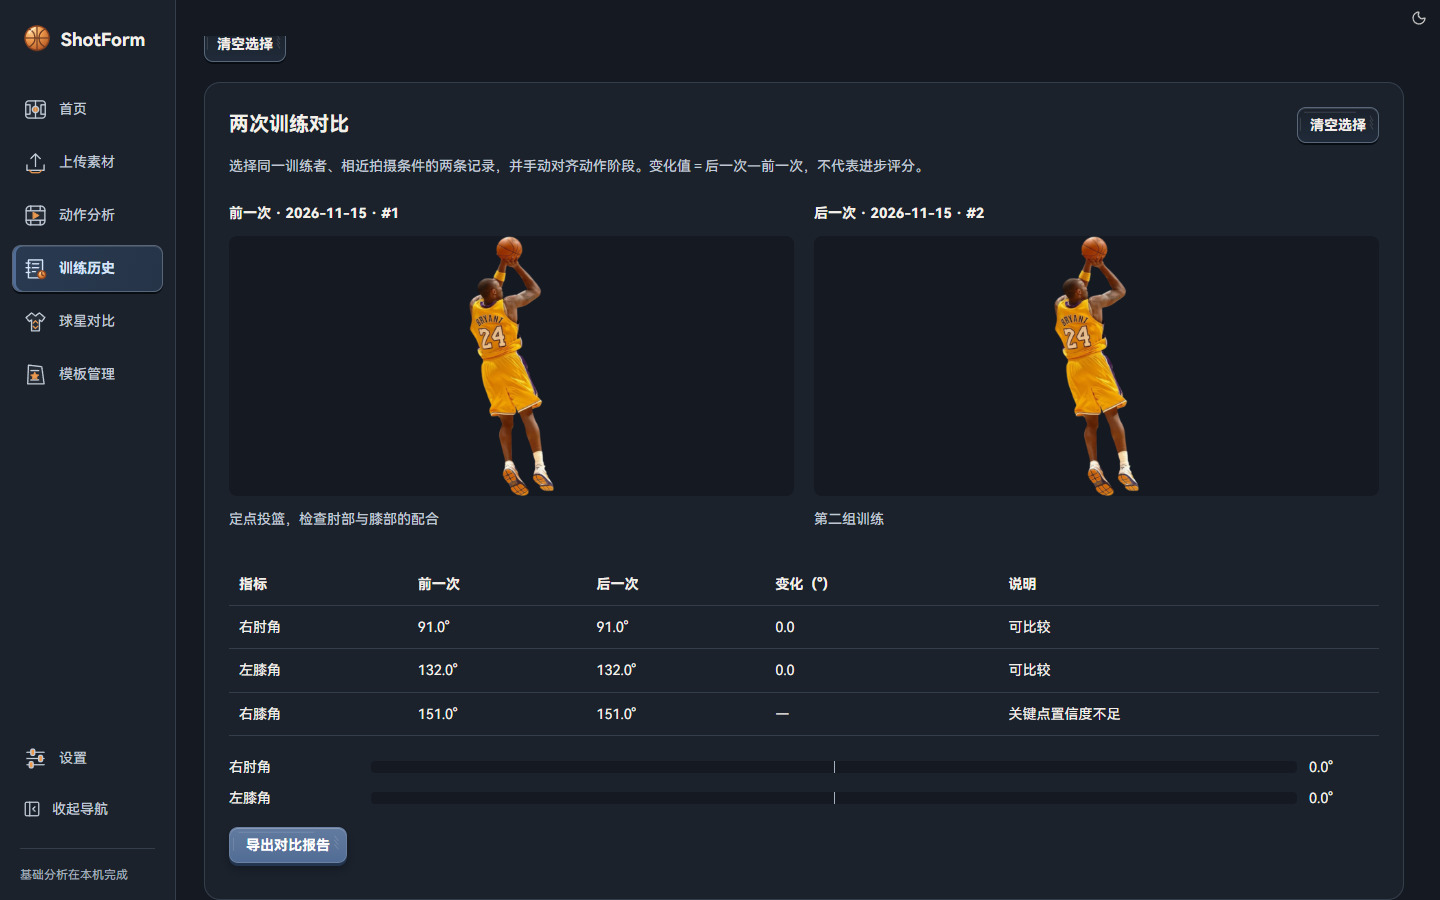 ShotForm
首页
上传素材
动作分析
训练历史
球星对比
模板管理
设置
收起导航
基础分析在本机完成
清空选择
两次训练对比
清空选择
选择同一训练者、相近拍摄条件的两条记录，并手动对齐动作阶段。变化值 = 后一次—前一次，不代表进步评分。
前一次 · 2026-11-15 · #1
后一次 · 2026-11-15 · #2
BRYANT
24
BRYANT
24
定点投篮，检查肘部与膝部的配合
第二组训练
指标 前一次 后一次 变化（°） 说明
右肘角 91.0° 91.0° 0.0 可比较
左膝角 132.0° 132.0° 0.0 可比较
右膝角 151.0° 151.0° — 关键点置信度不足
右肘角 0.0°
左膝角 0.0°
导出对比报告